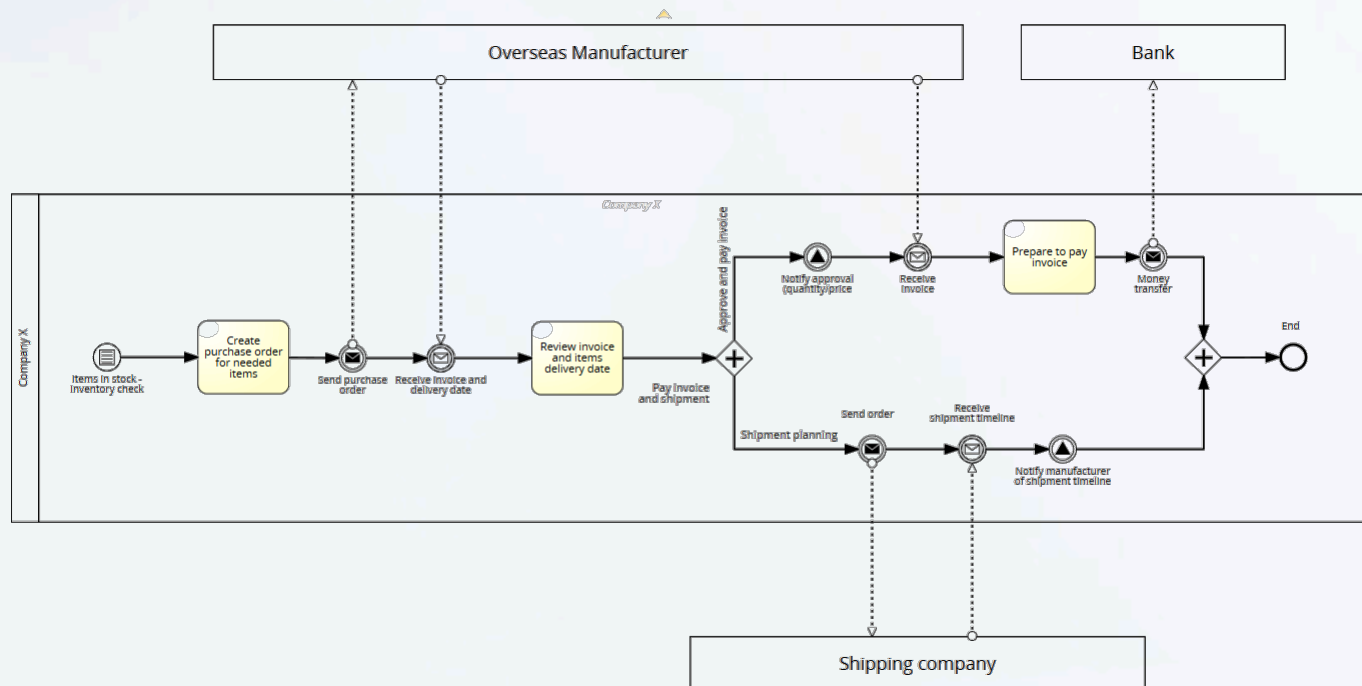 Overseas Manufacturer
Bank
Company X
Company X
Approve and pay invoice
Notify approval
(quantity/price
Receive
invoice
Prepare to pay
invoice
Money
transfer
End
Items in stock -
Inventory check
Create
purchase order
for needed
items
Send purchase
order
Receive invoice and
delivery date
Review invoice
and items
delivery date
Pay invoice
and shipment
Shipment planning
Send order
Receive
shipment timeline
Notify manufacturer
of shipment timeline
Shipping company